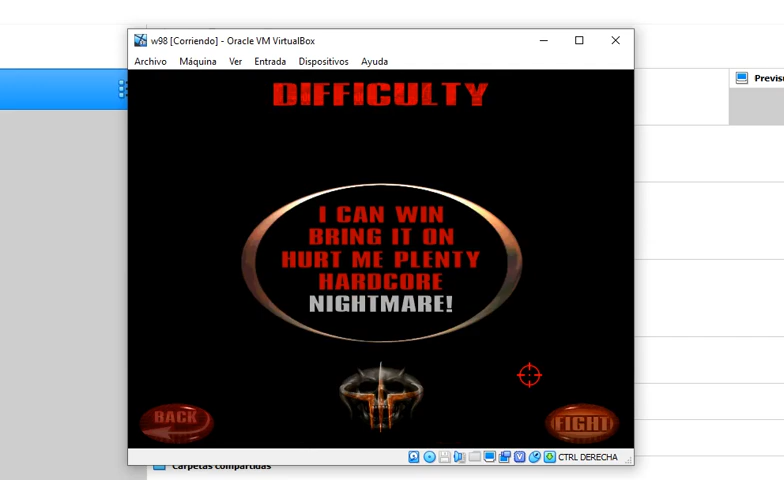 w98 [Corriendo] - Oracle VM VirtualBox
Archivo Máquina Ver Entrada Dispositivos Ayuda
DIFFICULTY
I CAN WIN
BRING IT ON
HURT ME PLENTY
HARDCORE
NIGHTMARE!
BACK
FIGHT
CTRL DERECHA
Previs
Carpetas compartidas